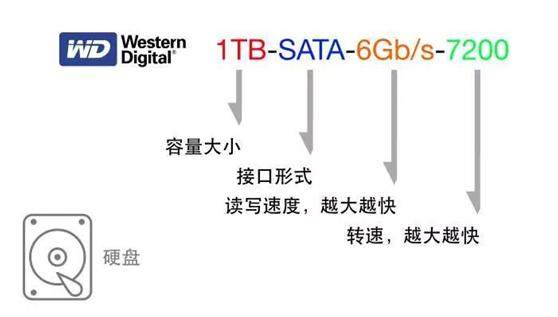 WD Western Digital 1TB-SATA-6Gb/s-7200
容量大小
接口形式
读写速度，越大越快
转速，越大越快
硬盘